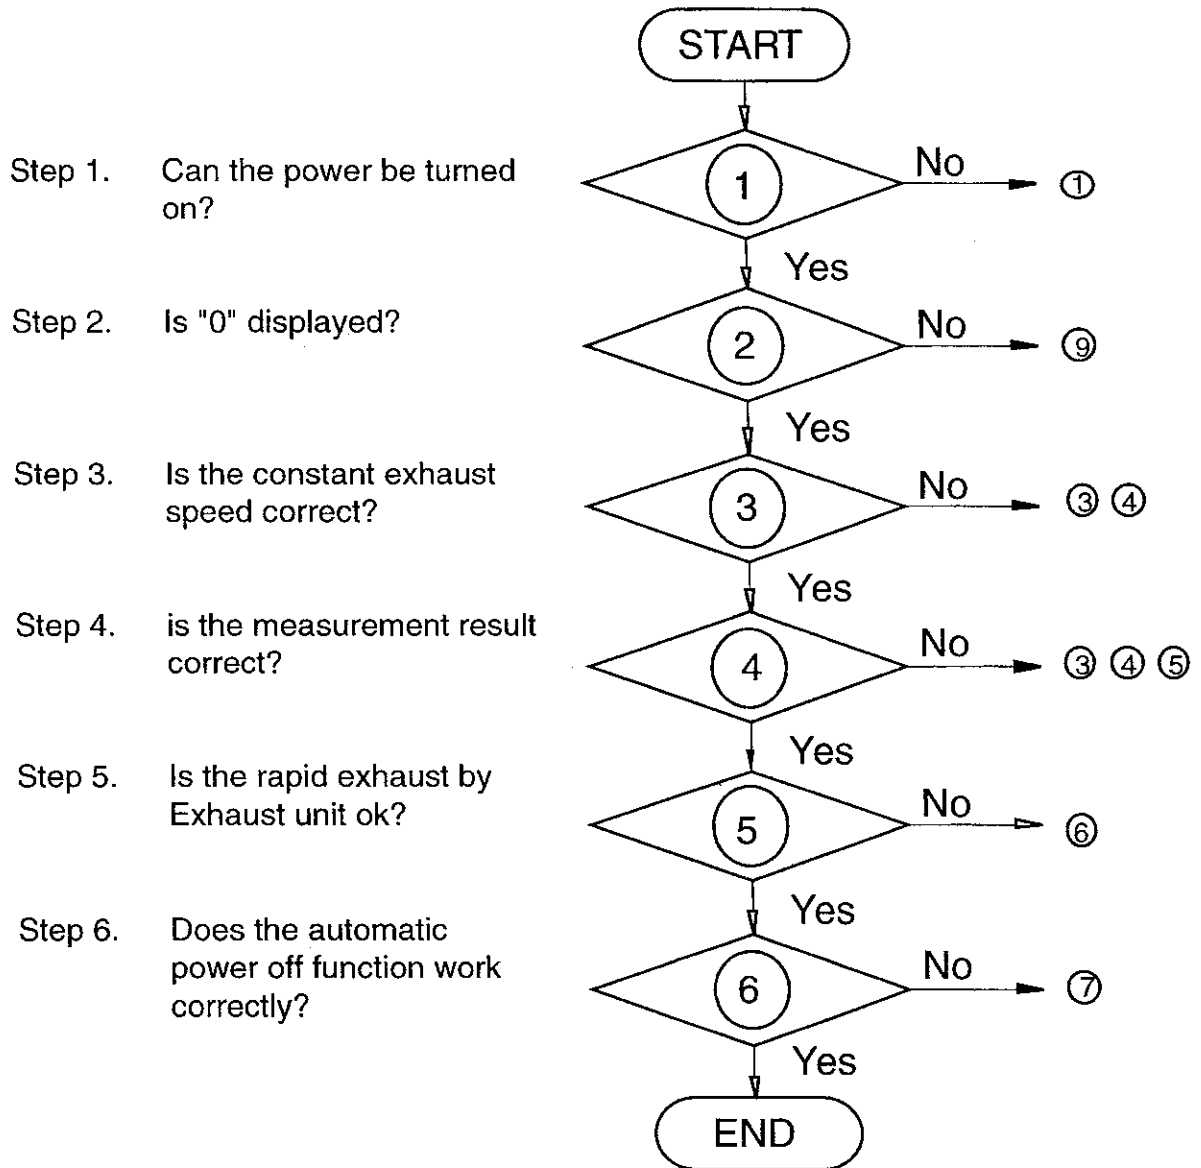 START
Step 1. Can the power be turned
on?
1
No
①
Yes
Step 2. Is "0" displayed?
2
No
⑨
Yes
Step 3. Is the constant exhaust
speed correct?
3
No
③ ④
Yes
Step 4. is the measurement result
correct?
4
No
③ ④ ⑤
Yes
Step 5. Is the rapid exhaust by
Exhaust unit ok?
5
No
⑥
Yes
Step 6. Does the automatic
power off function work
correctly?
6
No
⑦
Yes
END